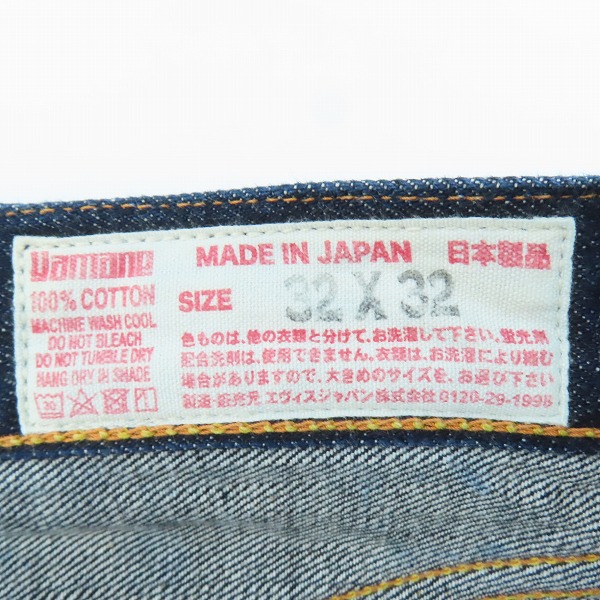 Yamane
MADE IN JAPAN 日本製品
100% COTTON
SIZE 32 X 32
MACHINE WASH COOL
DO NOT BLEACH
DO NOT TUMBLE DRY
HANG DRY IN SHADE
30
色ものは、他の衣類と分けて、お洗濯して下さい。蛍光剤
配合洗剤は、使用できません。衣類は、お洗濯により縮む
場合がありますので、大きめのサイズを、お選び下さい
製造・販売元 エヴィスジャパン株式会社 0120-29-1998